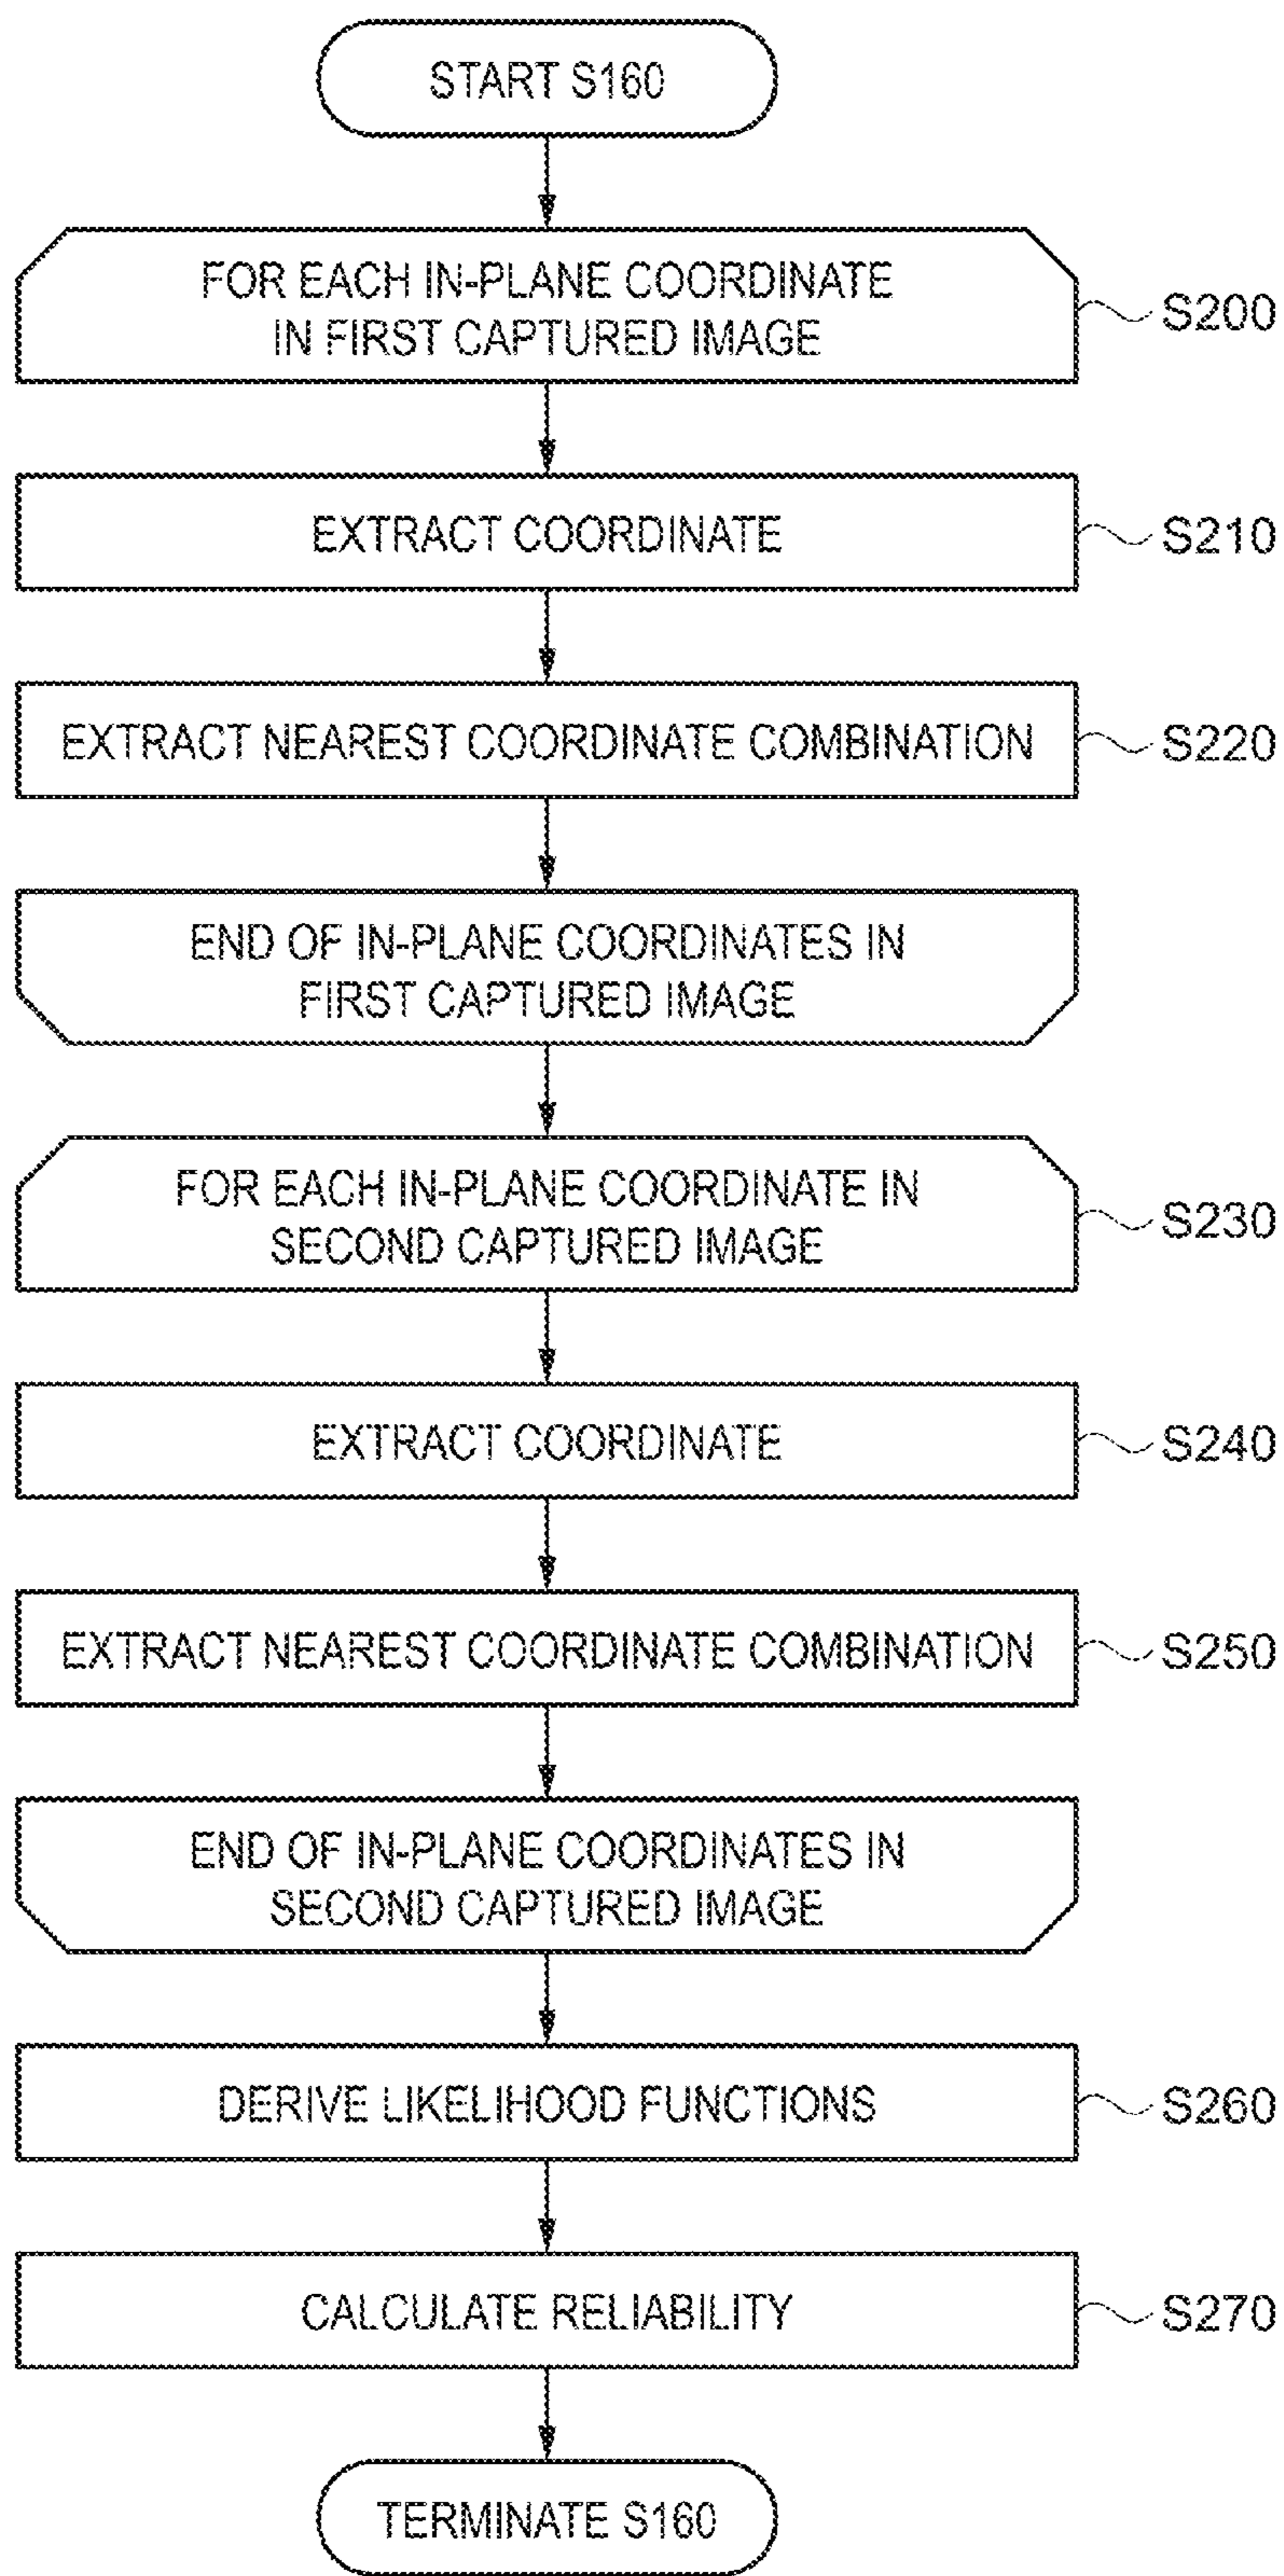 START S160
FOR EACH IN-PLANE COORDINATE
IN FIRST CAPTURED IMAGE
S200
EXTRACT COORDINATE
S210
EXTRACT NEAREST COORDINATE COMBINATION
S220
END OF IN-PLANE COORDINATES IN
FIRST CAPTURED IMAGE
FOR EACH IN-PLANE COORDINATE IN
SECOND CAPTURED IMAGE
S230
EXTRACT COORDINATE
S240
EXTRACT NEAREST COORDINATE COMBINATION
S250
END OF IN-PLANE COORDINATES IN
SECOND CAPTURED IMAGE
DERIVE LIKELIHOOD FUNCTIONS
S260
CALCULATE RELIABILITY
S270
TERMINATE S160